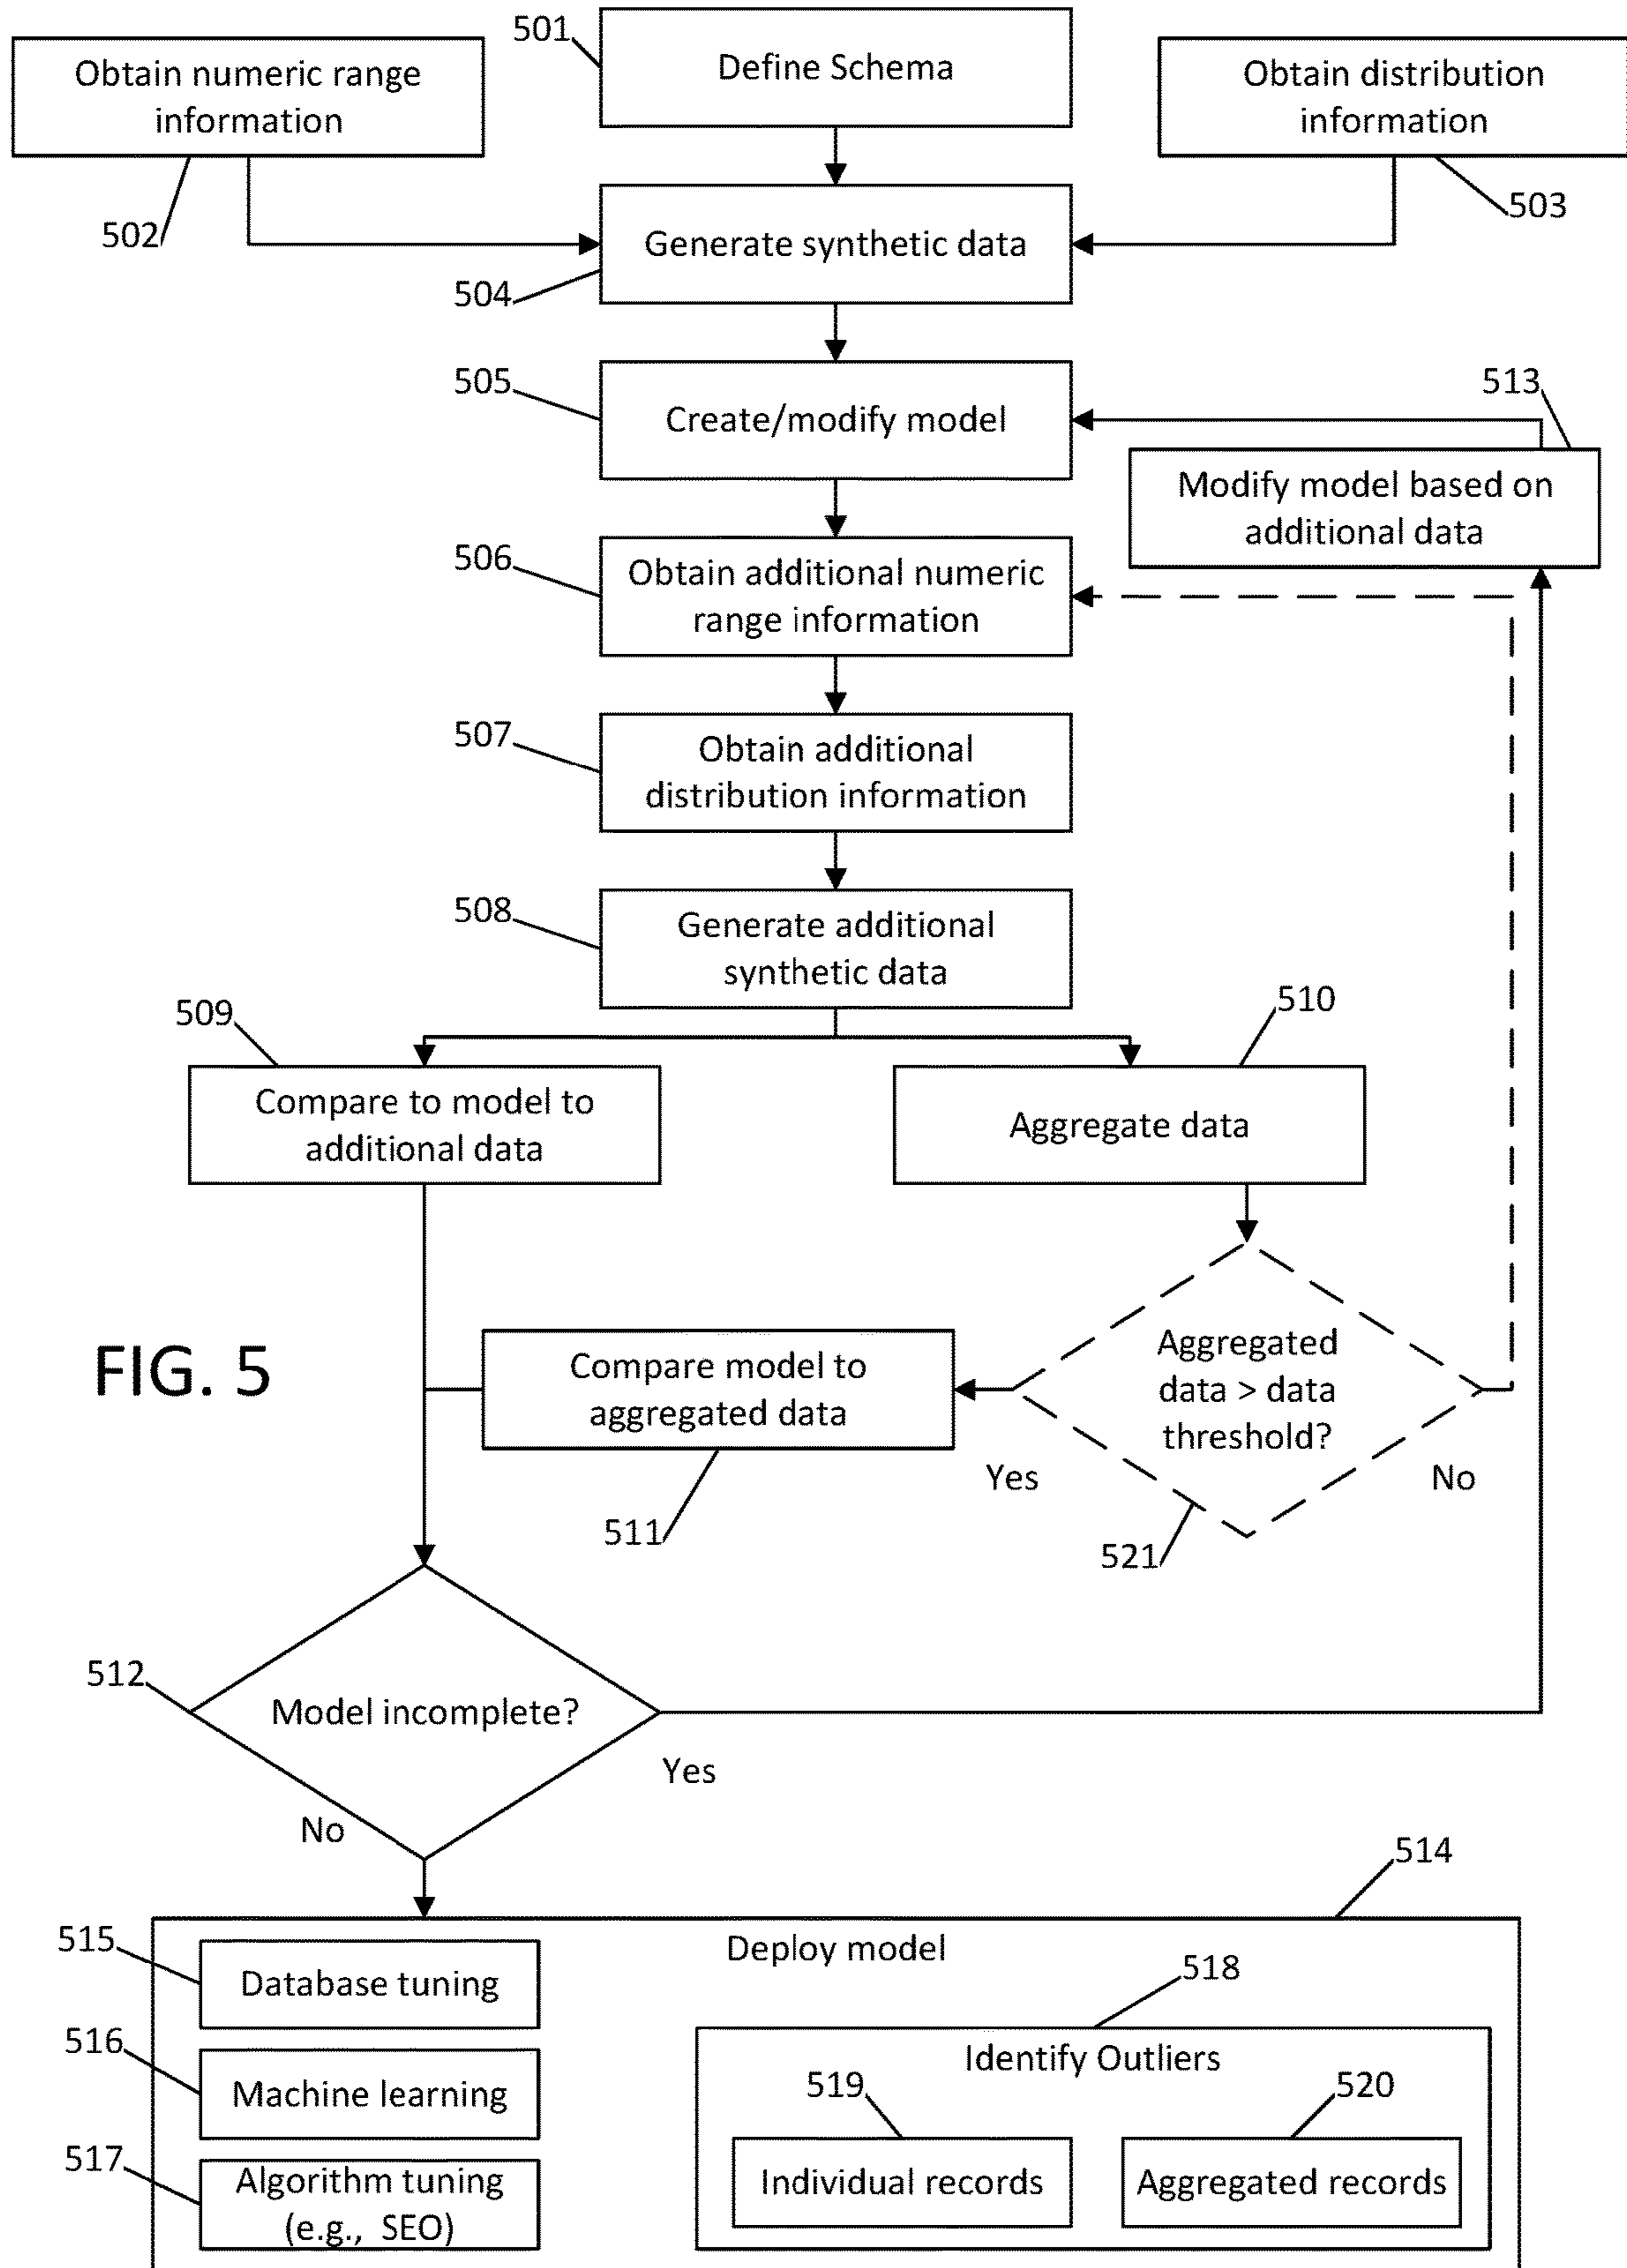 501
Define Schema
Obtain numeric range
information
502
Obtain distribution
information
503
Generate synthetic data
504
505
Create/modify model
513
Modify model based on
additional data
506
Obtain additional numeric
range information
507
Obtain additional
distribution information
508
Generate additional
synthetic data
509
Compare to model to
additional data
510
Aggregate data
Aggregated
data > data
threshold?
Yes
No
521
Compare model to
aggregated data
511
FIG. 5
512
Model incomplete?
Yes
No
514
Deploy model
515
Database tuning
516
Machine learning
517
Algorithm tuning
(e.g., SEO)
518
Identify Outliers
519
Individual records
520
Aggregated records